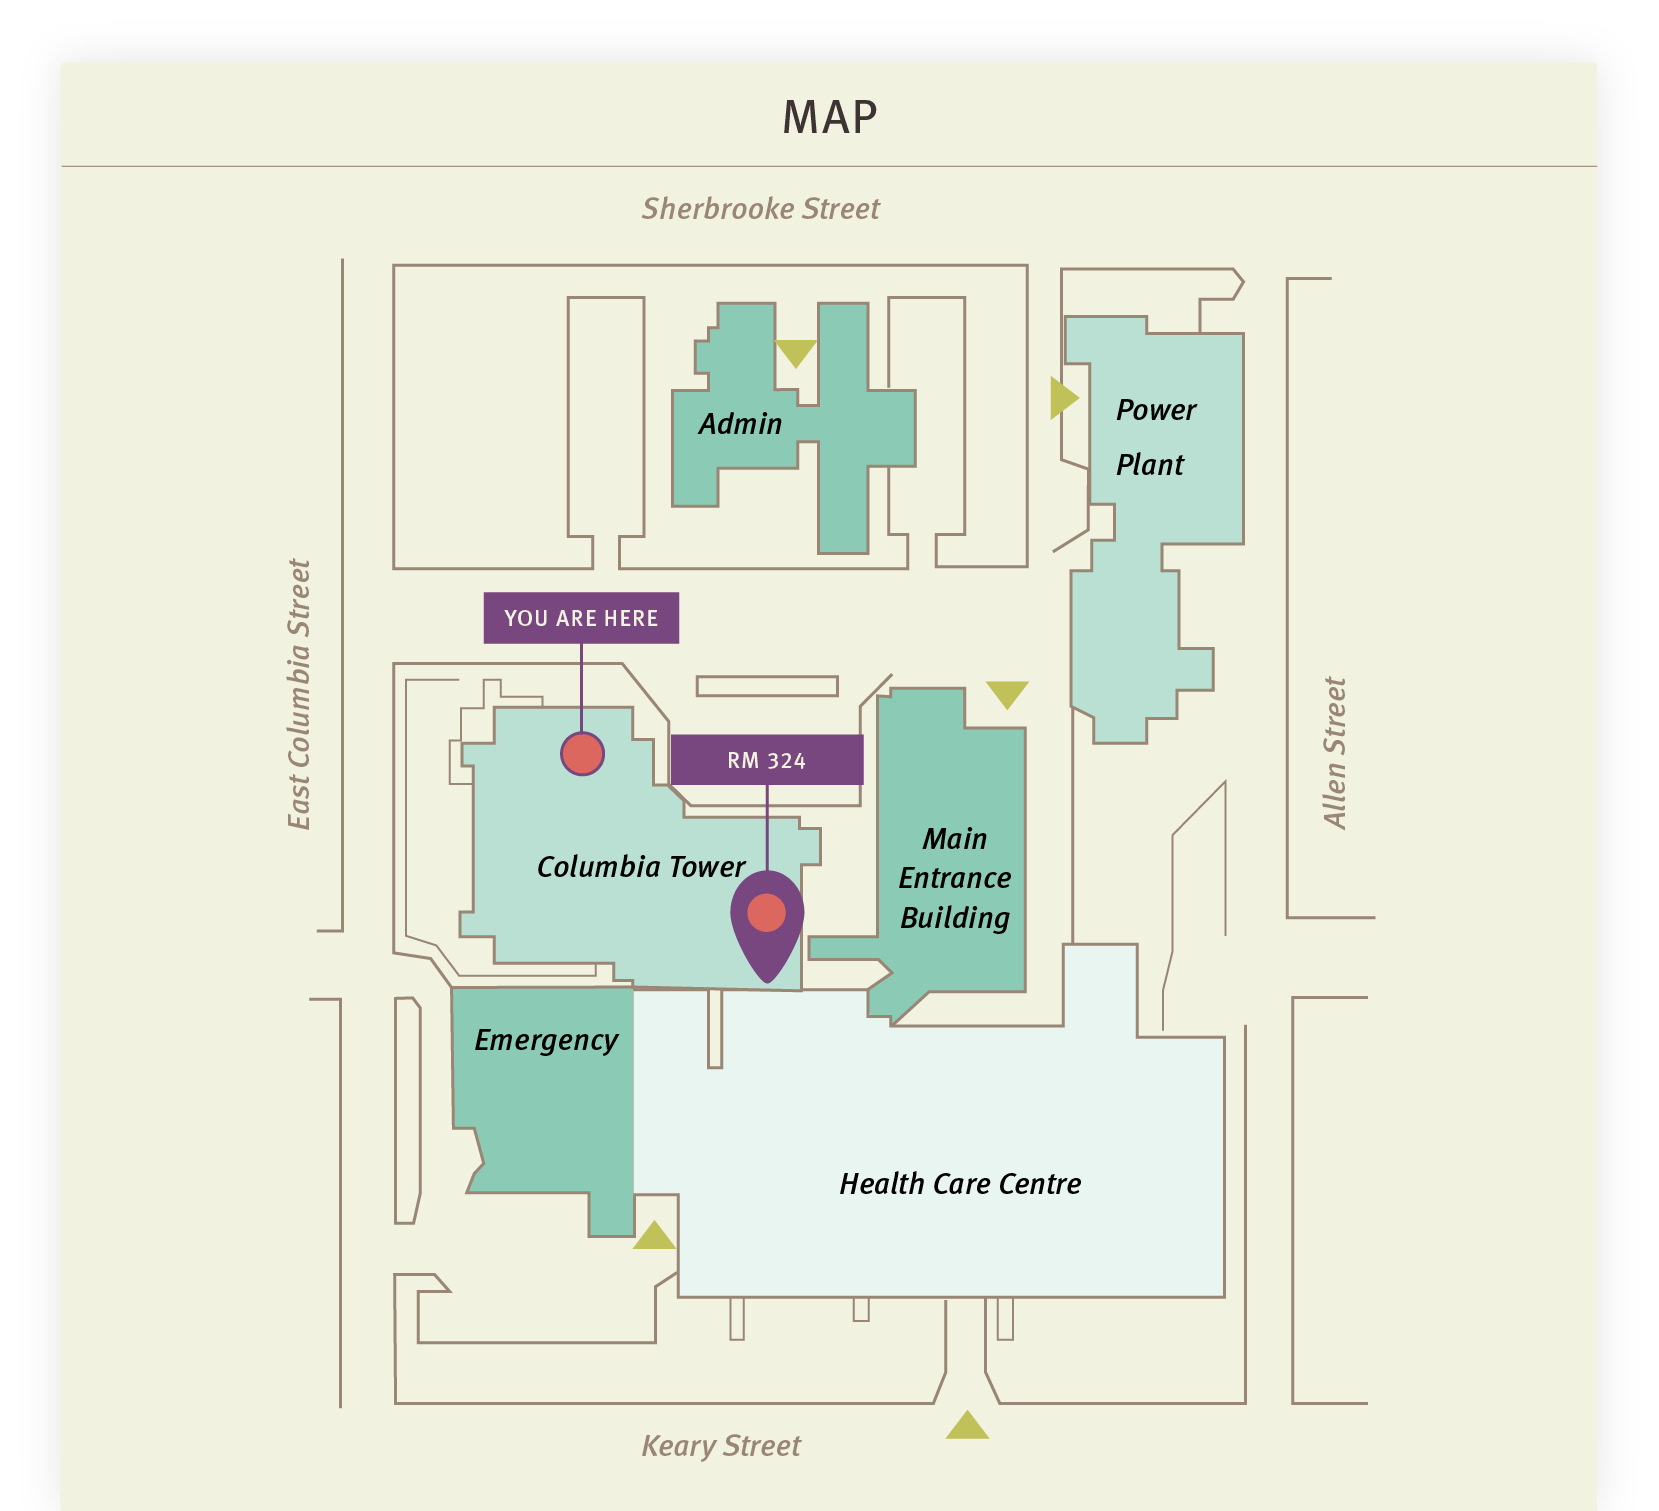 MAP
Sherbrooke Street
Admin
Power
Plant
YOU ARE HERE
East Columbia Street
RM 324
Allen Street
Columbia Tower
Main
Entrance
Building
Emergency
Health Care Centre
Keary Street